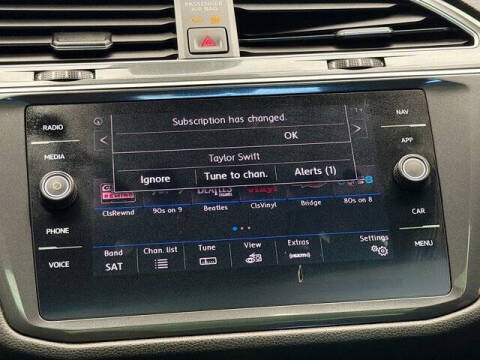 PASSENGER
AIR BAG
RADIO
MEDIA
PHONE
VOICE
NAV
APP
CAR
MENU
Subscription has changed.
OK
Taylor Swift
Ignore Tune to chan. Alerts (1)
BEATLES vinyl
ClsRewnd 90s on 9 Beatles ClsVinyl Bridge 80s on 8
Band Chan. list Tune View Extras Settings
SAT